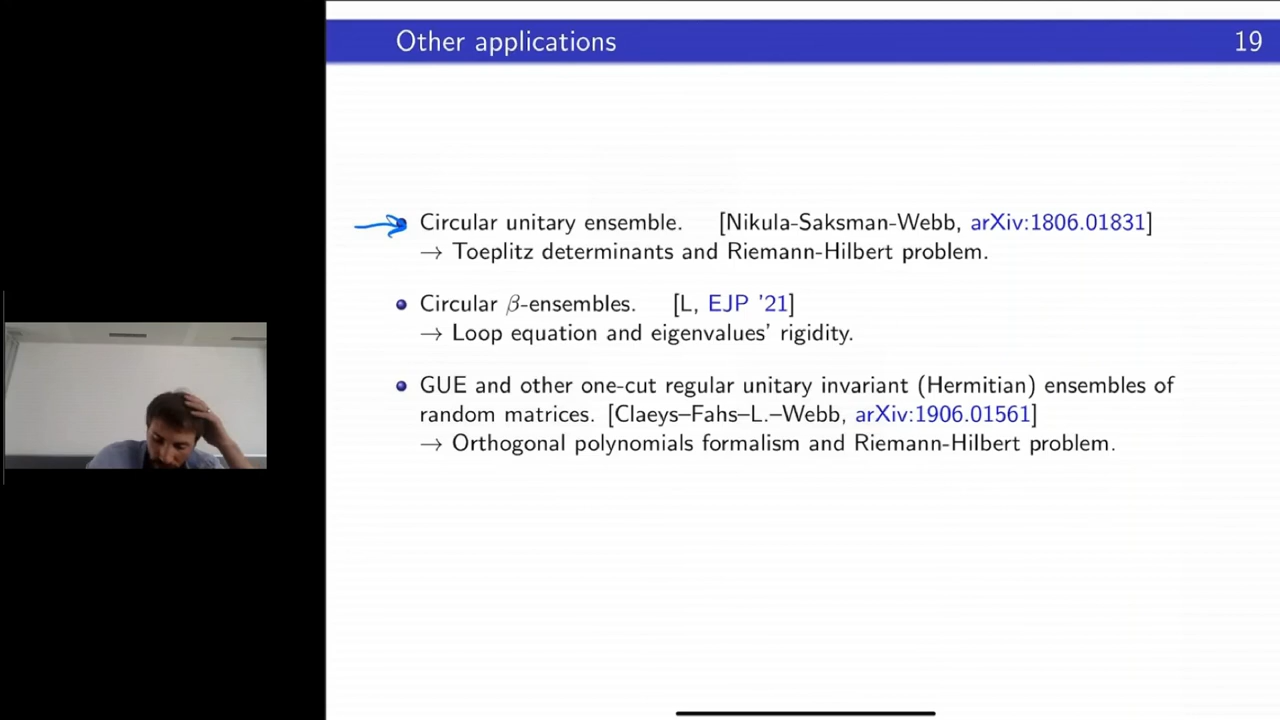 Other applications 19
Circular unitary ensemble. [Nikula-Saksman-Webb, arXiv:1806.01831]
→ Toeplitz determinants and Riemann-Hilbert problem.
Circular β-ensembles. [L, EJP '21]
→ Loop equation and eigenvalues' rigidity.
GUE and other one-cut regular unitary invariant (Hermitian) ensembles of
random matrices. [Claeys–Fahs–L.–Webb, arXiv:1906.01561]
→ Orthogonal polynomials formalism and Riemann-Hilbert problem.